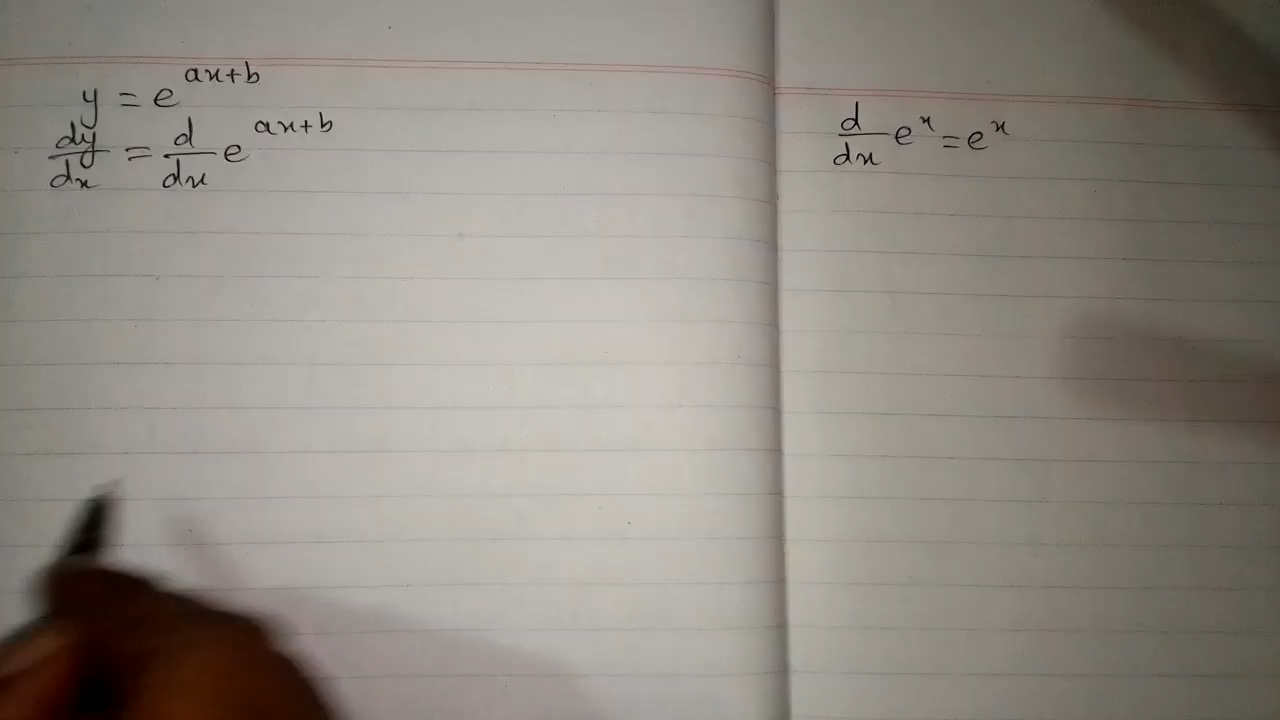 y = e^{ax+b}
dy/dx = d/dx e^{ax+b}
d/dx e^x = e^x